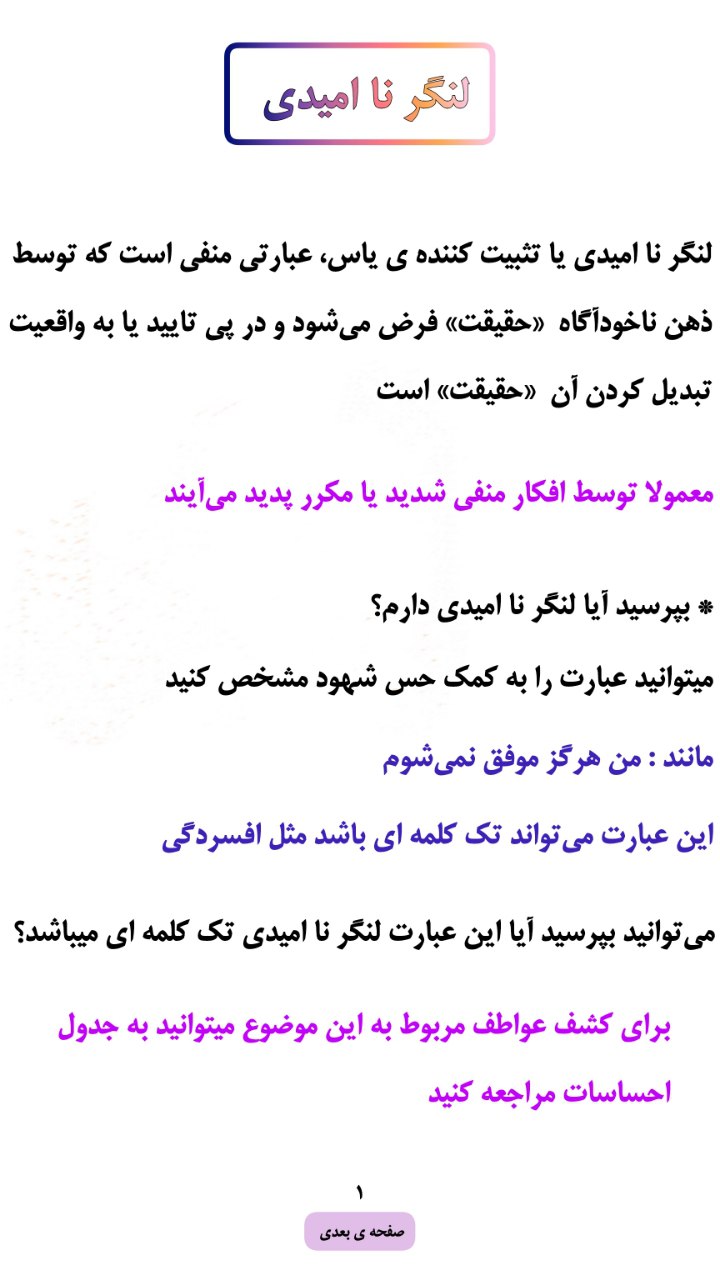 لنگر نا امیدی
لنگر نا امیدی یا تثبیت کننده ی یاس، عبارتی منفی است که توسط
ذهن ناخودآگاه «حقیقت» فرض می‌شود و در پی تایید یا به واقعیت
تبدیل کردن آن «حقیقت» است
معمولا توسط افکار منفی شدید یا مکرر پدید می‌آیند
* بپرسید آیا لنگر نا امیدی دارم؟
میتوانید عبارت را به کمک حس شهود مشخص کنید
مانند : من هرگز موفق نمی‌شوم
این عبارت می‌تواند تک کلمه ای باشد مثل افسردگی
می‌توانید بپرسید آیا این عبارت لنگر نا امیدی تک کلمه ای میباشد؟
برای کشف عواطف مربوط به این موضوع میتوانید به جدول
احساسات مراجعه کنید
۱
صفحه ی بعدی